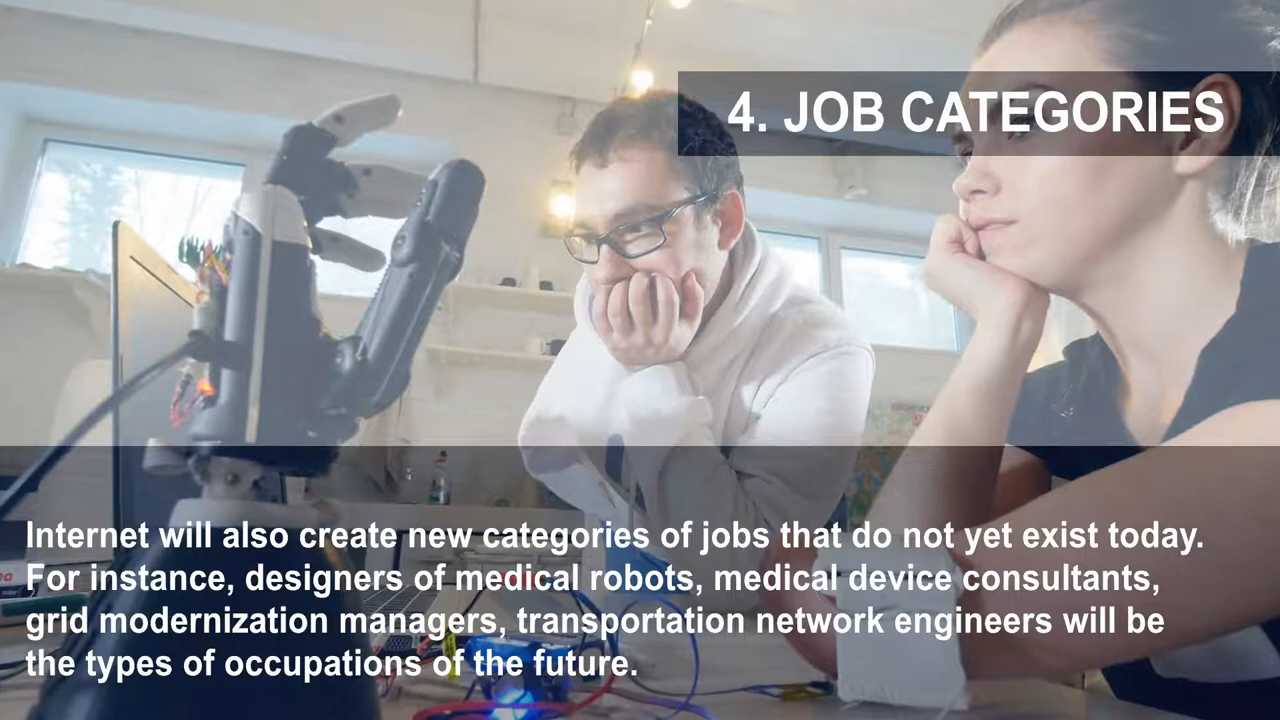 4. JOB CATEGORIES
Internet will also create new categories of jobs that do not yet exist today.
For instance, designers of medical robots, medical device consultants,
grid modernization managers, transportation network engineers will be
the types of occupations of the future.